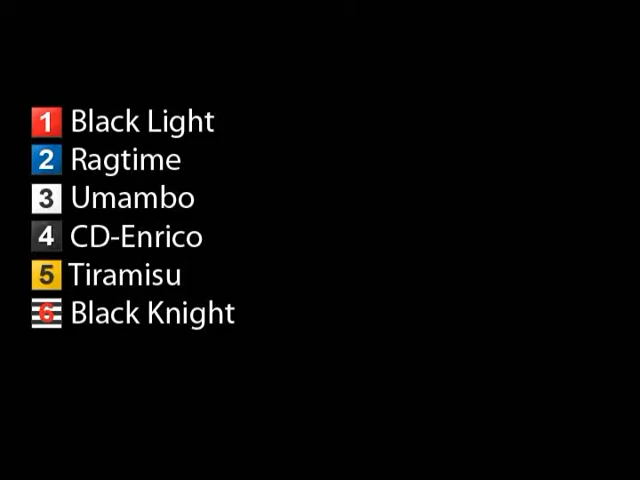 1 Black Light
2 Ragtime
3 Umambo
4 CD-Enrico
5 Tiramisu
6 Black Knight